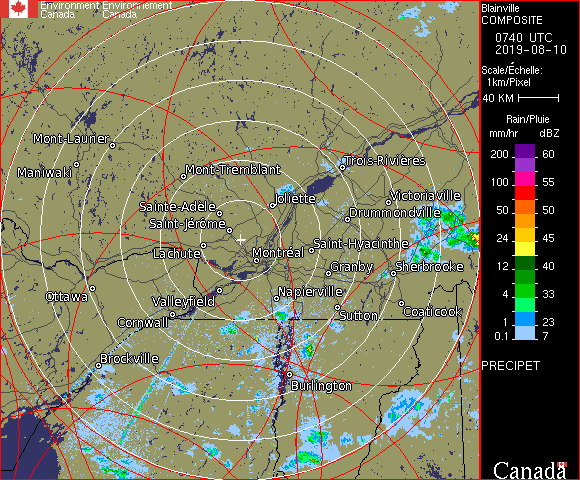 Environment Environnement
Canada Canada
Blainville
COMPOSITE
0740 UTC
2019-08-10
Scale/Échelle:
1km/Pixel
40 KM
Rain/Pluie
mm/hr dBZ
200 60
150 57
100 55
50 50
24 45
12 40
4 33
1 23
0.1 7
PRECIPET
Canada
Mont-Laurier
Maniwaki
Mont-Tremblant
Trois-Rivières
Joliette
Victoriaville
Sainte-Adèle
Drummondville
Saint-Jérôme
Lachute
Montréal
Saint-Hyacinthe
Granby
Sherbrooke
Ottawa
Valleyfield
Napierville
Cornwall
Sutton
Coaticook
Brockville
Burlington